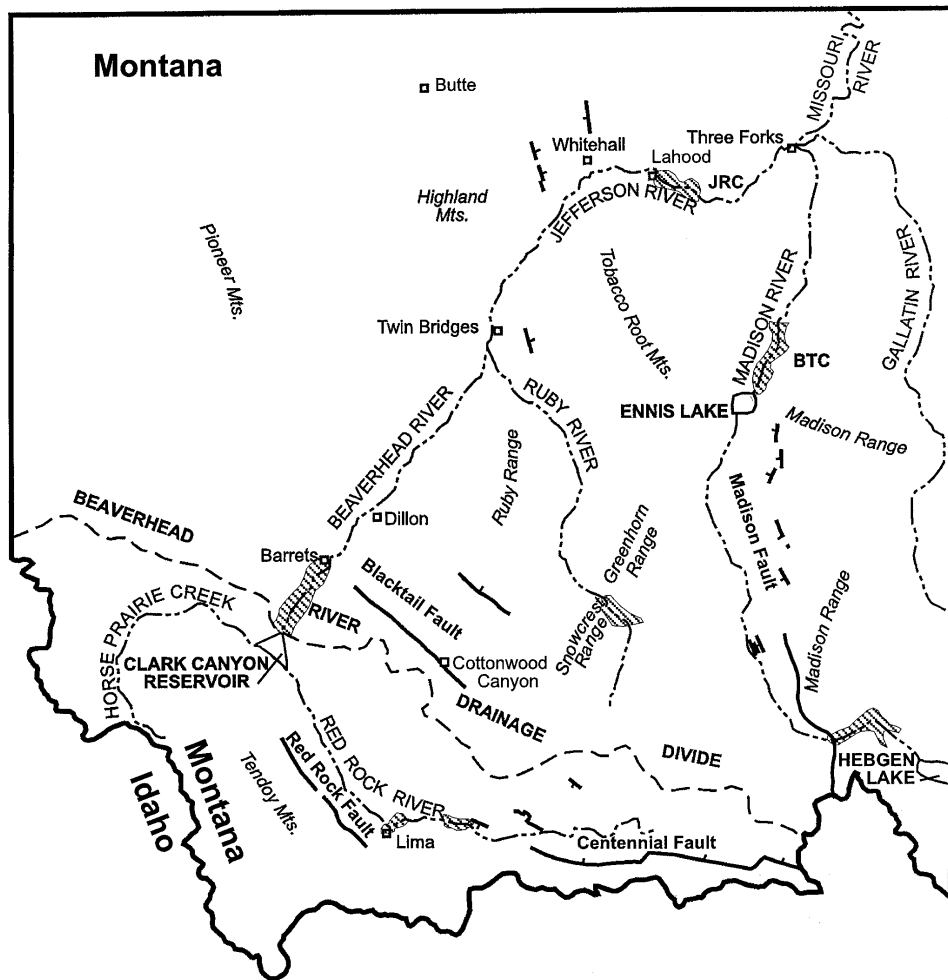 Montana
Butte
MISSOURI
RIVER
Three Forks
Whitehall
Lahood
JRC
JEFFERSON RIVER
Highland
Mts.
Pioneer Mts.
Tobacco Root Mts.
MADISON RIVER
GALLATIN RIVER
Twin Bridges
BTC
ENNIS LAKE
RUBY RIVER
BEAVERHEAD RIVER
Madison Range
Ruby Range
Madison Fault
Dillon
BEAVERHEAD
Barrets
Greenhorn
Range
Blacktail Fault
RIVER
HORSE PRAIRIE CREEK
Snowcrest
Range
Madison Range
CLARK CANYON
RESERVOIR
Cottonwood
Canyon
DRAINAGE
DIVIDE
RED ROCK RIVER
Red Rock Fault
HEBGEN
LAKE
Montana
Idaho
Tendoy Mts.
Lima
Centennial Fault